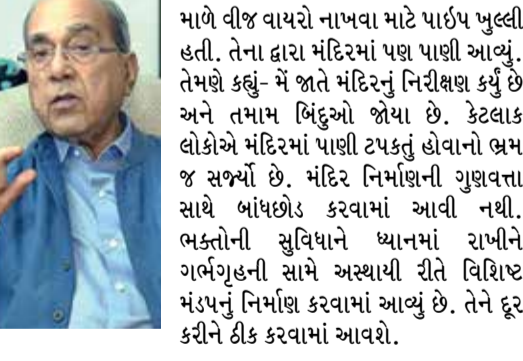 માળે વીજ વાયરો નાખવા માટે પાઇપ ખુલ્લી
હતી. તેના દ્વારા મંદિરમાં પણ પાણી આવ્યું.
તેમણે કહ્યું- મેં જાતે મંદિરનું નિરીક્ષણ કર્યું છે
અને તમામ બિંદુઓ જોયા છે. કેટલાક
લોકોએ મંદિરમાં પાણી ટપકતું હોવાનો ભ્રમ
જ સર્જ્યો છે. મંદિર નિર્માણની ગુણવત્તા
સાથે બાંધછોડ કરવામાં આવી નથી.
ભક્તોની સુવિધાને ધ્યાનમાં રાખીને
ગર્ભગૃહની સામે અસ્થાયી રીતે વિશિષ્ટ
મંડપનું નિર્માણ કરવામાં આવ્યું છે. તેને દૂર
કરીને ઠીક કરવામાં આવશે.